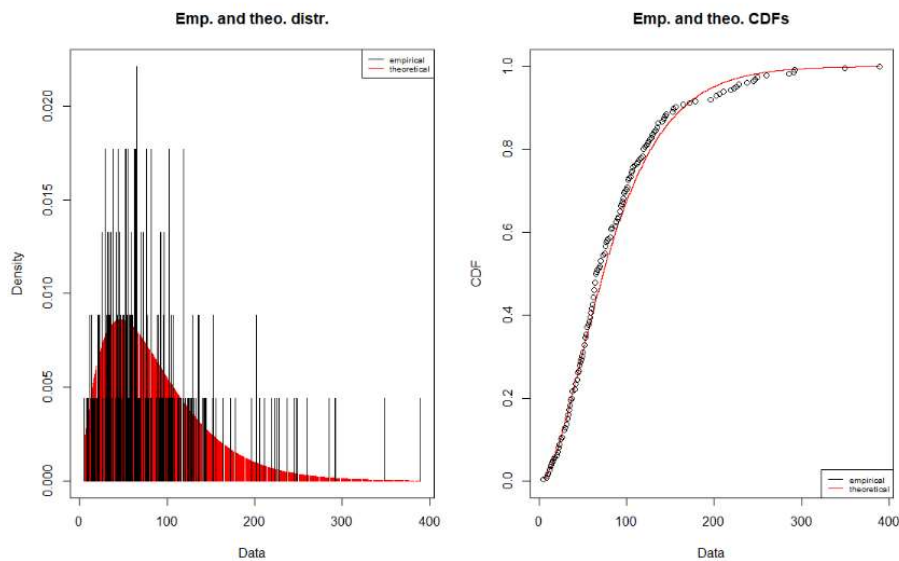 Emp. and theo. distr.
empirical
theoretical
0.020
0.015
0.010
0.005
0.000
Density
0
100
200
300
400
Data
Emp. and theo. CDFs
1.0
0.8
0.6
0.4
0.2
0.0
CDF
empirical
theoretical
0
100
200
300
400
Data